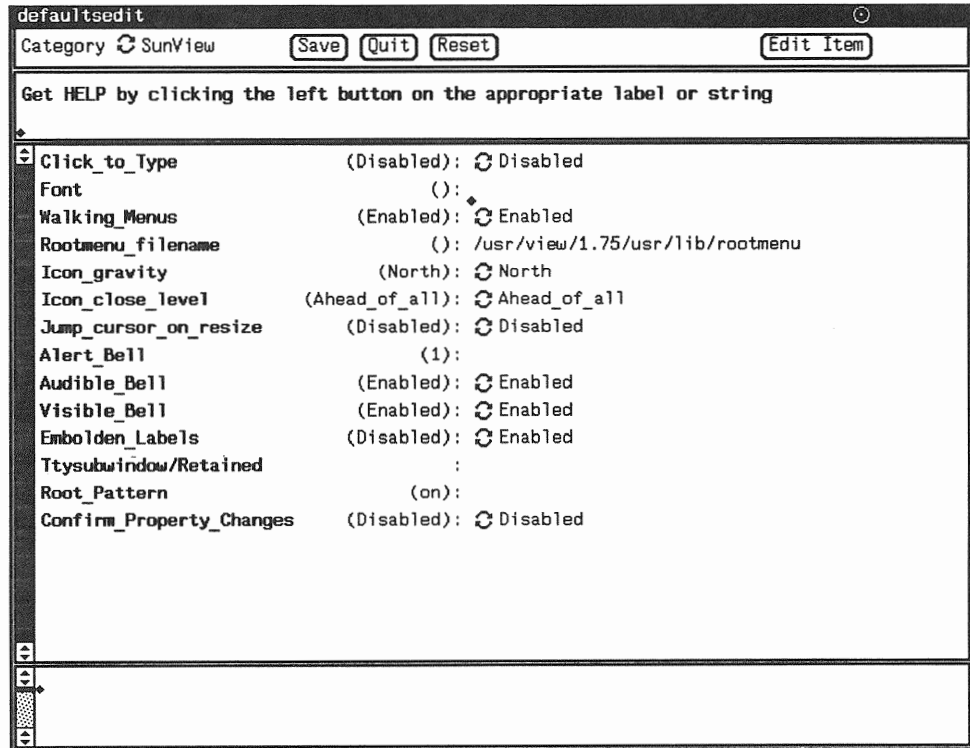 defaultsedit
Category SunView Save Quit Reset Edit Item
Get HELP by clicking the left button on the appropriate label or string
Click_to_Type (Disabled): Disabled
Font ():
Walking_Menus (Enabled): Enabled
Rootmenu_filename (): /usr/view/1.75/usr/lib/rootmenu
Icon_gravity (North): North
Icon_close_level (Ahead_of_all): Ahead_of_all
Jump_cursor_on_resize (Disabled): Disabled
Alert_Bell (1):
Audible_Bell (Enabled): Enabled
Visible_Bell (Enabled): Enabled
Embolden_Labels (Disabled): Enabled
Ttysubwindow/Retained :
Root_Pattern (on):
Confirm_Property_Changes (Disabled): Disabled